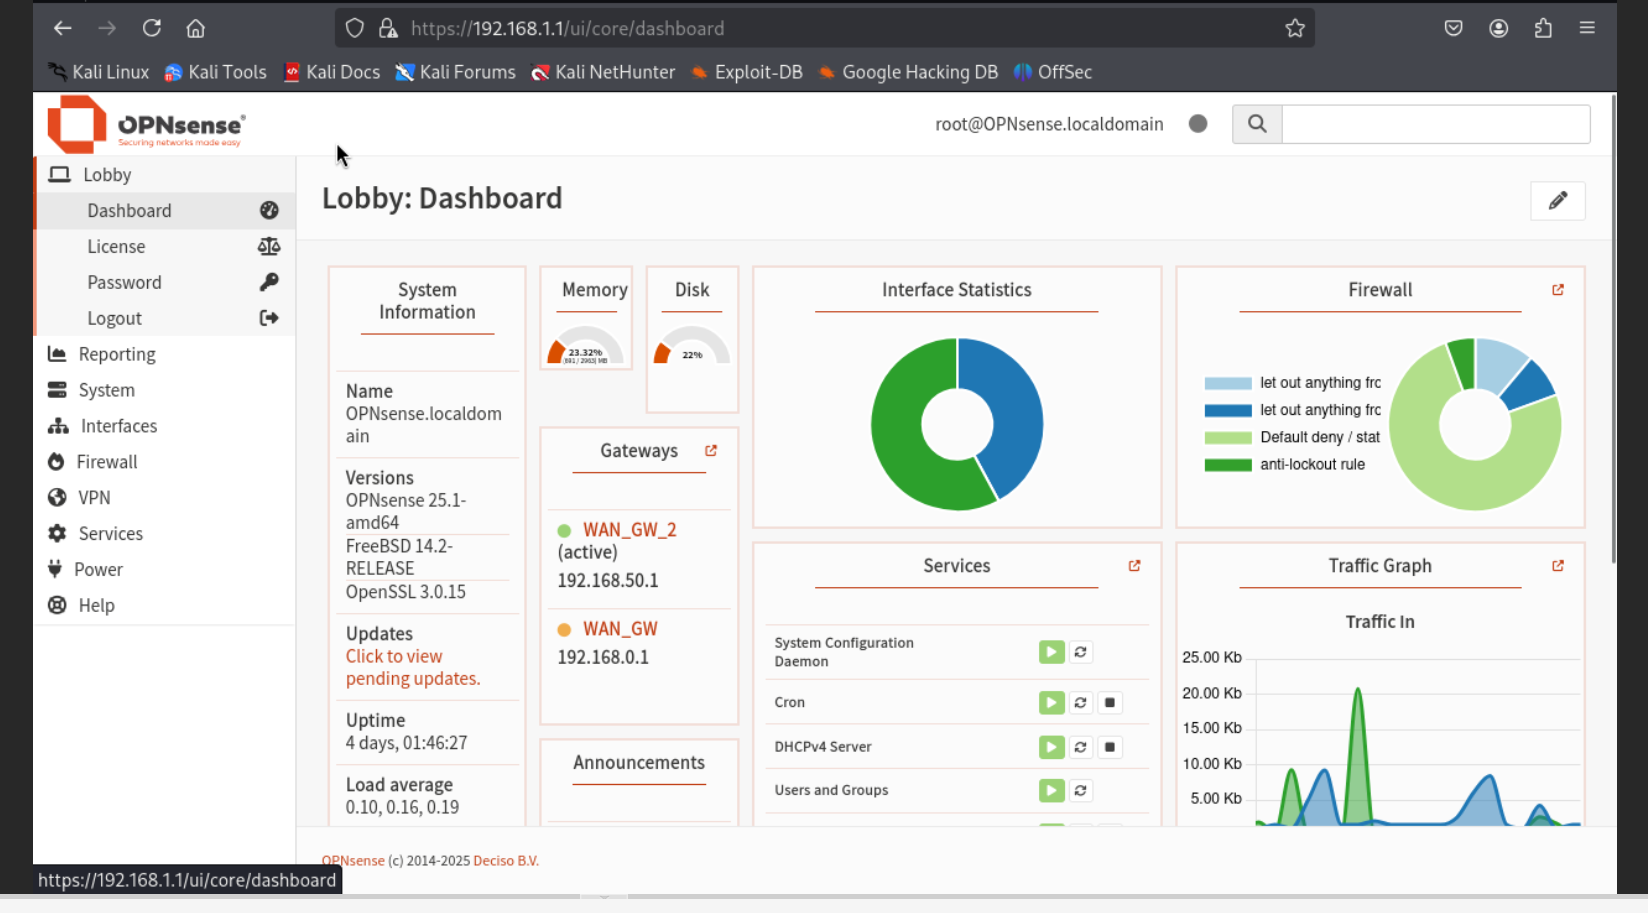 https://192.168.1.1/ui/core/dashboard
Kali Linux Kali Tools Kali Docs Kali Forums Kali NetHunter Exploit-DB Google Hacking DB OffSec
OPNsense®
Securing networks made easy
root@OPNsense.localdomain
Lobby
Dashboard
License
Password
Logout
Reporting
System
Interfaces
Firewall
VPN
Services
Power
Help
Lobby: Dashboard
System
Information
Name
OPNsense.localdom
ain
Versions
OPNsense 25.1-
amd64
FreeBSD 14.2-
RELEASE
OpenSSL 3.0.15
Updates
Click to view
pending updates.
Uptime
4 days, 01:46:27
Load average
0.10, 0.16, 0.19
Memory
23.32%
(691 / 2963) MB
Disk
22%
Gateways
WAN_GW_2
(active)
192.168.50.1
WAN_GW
192.168.0.1
Announcements
Interface Statistics
Services
System Configuration
Daemon
Cron
DHCPv4 Server
Users and Groups
Firewall
let out anything frc
let out anything frc
Default deny / stat
anti-lockout rule
Traffic Graph
Traffic In
25.00 Kb
20.00 Kb
15.00 Kb
10.00 Kb
5.00 Kb
OPNsense (c) 2014-2025 Deciso B.V.
https://192.168.1.1/ui/core/dashboard